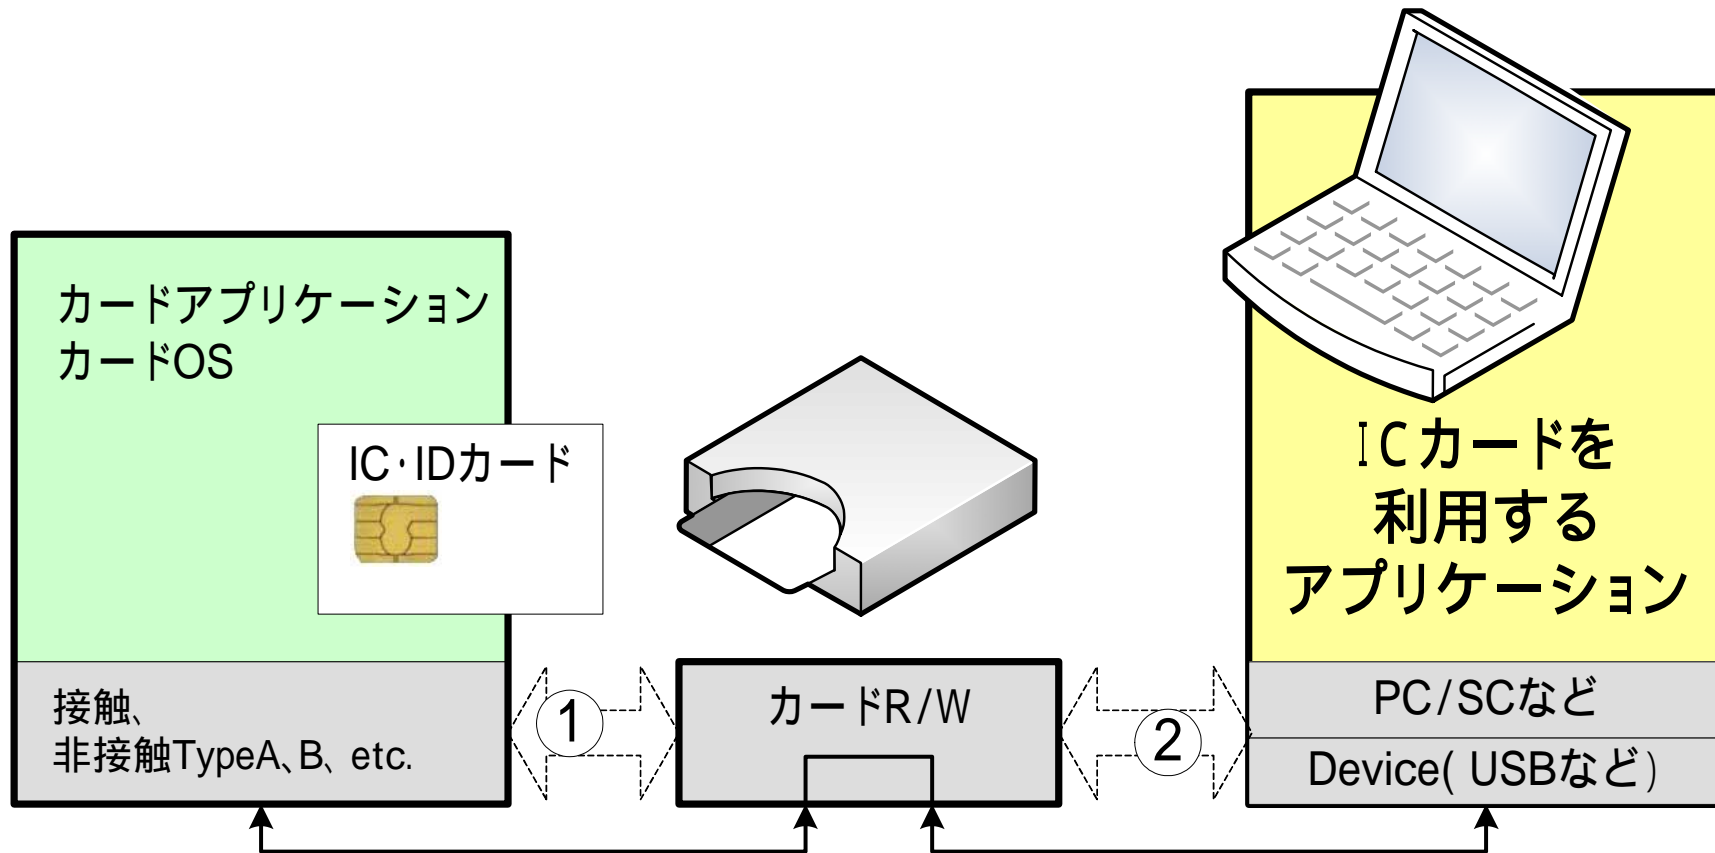 カードアプリケーション
カードOS
IC・IDカード
接触、
非接触TypeA、B、etc.
①
カードR/W
②
ICカードを
利用する
アプリケーション
PC/SCなど
Device(USBなど)